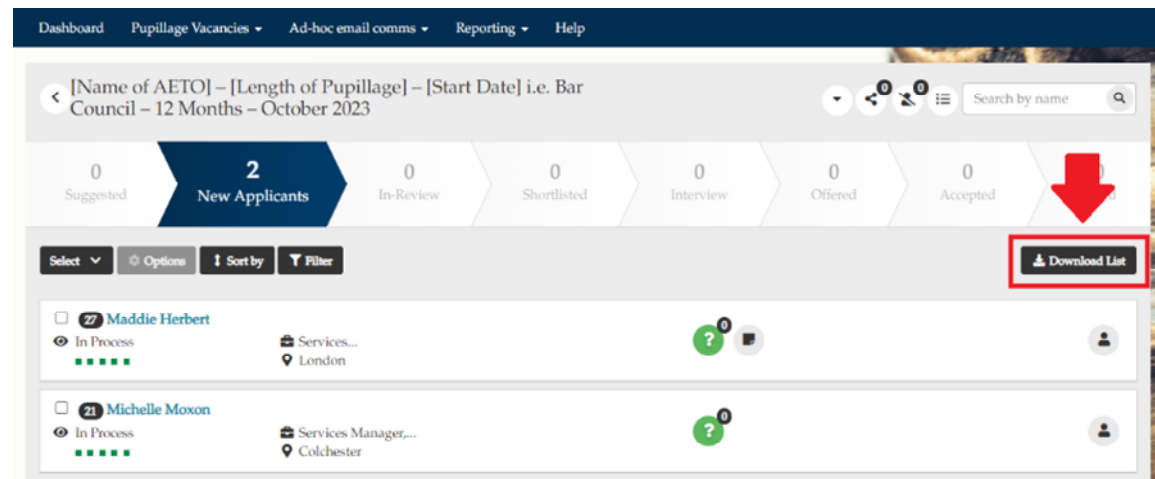 Dashboard Pupillage Vacancies Ad-hoc email comms Reporting Help
[Name of AETO] – [Length of Pupillage] – [Start Date] i.e. Bar
Council – 12 Months – October 2023
0 0 Search by name
0 2 0 0 0 0 0
Suggested New Applicants In-Review Shortlisted Interview Offered Accepted
Select Options Sort by Filter Download List
27 Maddie Herbert
0
In Process Services...
London
21 Michelle Moxon
0
In Process Services Manager,...
Colchester